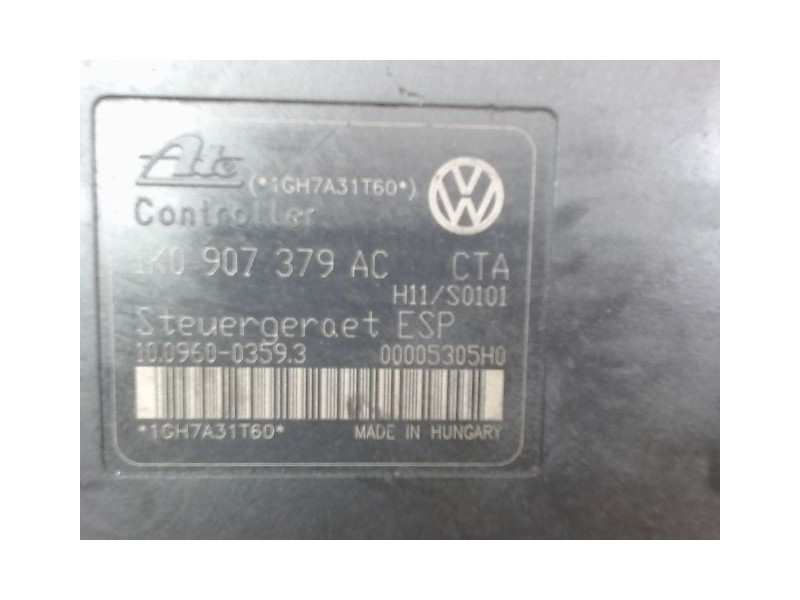 Ate (*1GH7A31T60*)
Controller
1K0 907 379 AC CTA
H11/S0101
Steuergeraet ESP
10.0960-0359.3 00005305H0
*1GH7A31T60* MADE IN HUNGARY